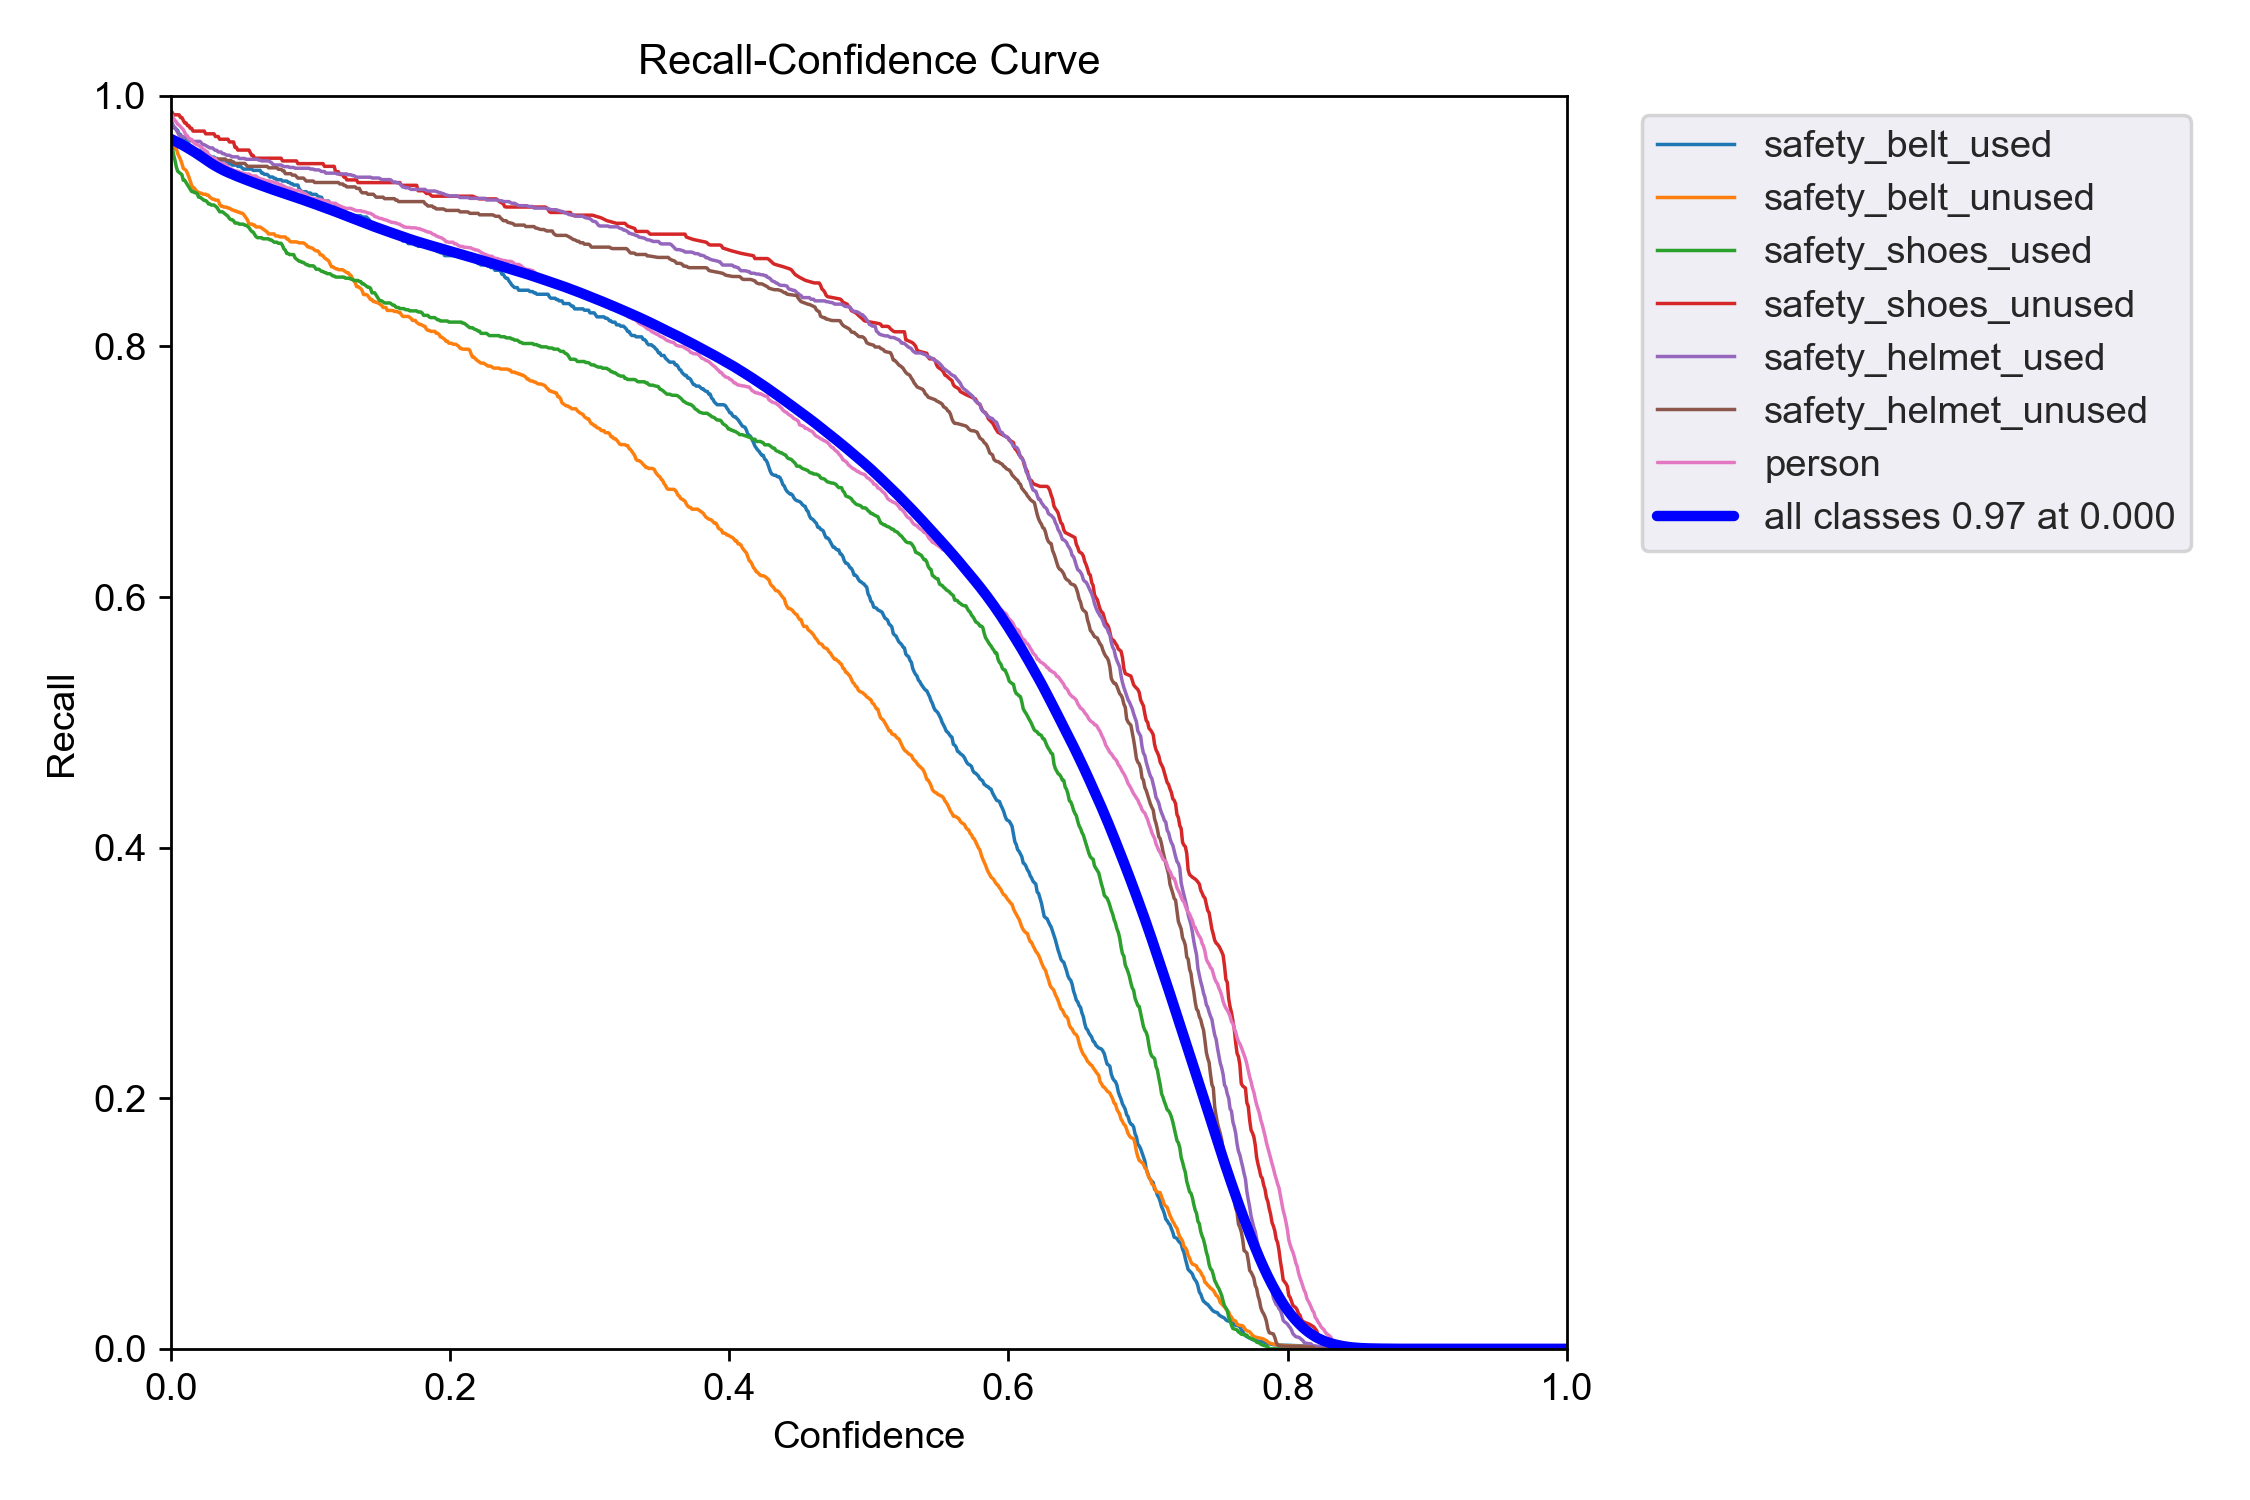 Recall-Confidence Curve
1.0
0.8
0.6
0.4
0.2
0.0
Recall
0.0 0.2 0.4 0.6 0.8 1.0
Confidence
safety_belt_used
safety_belt_unused
safety_shoes_used
safety_shoes_unused
safety_helmet_used
safety_helmet_unused
person
all classes 0.97 at 0.000